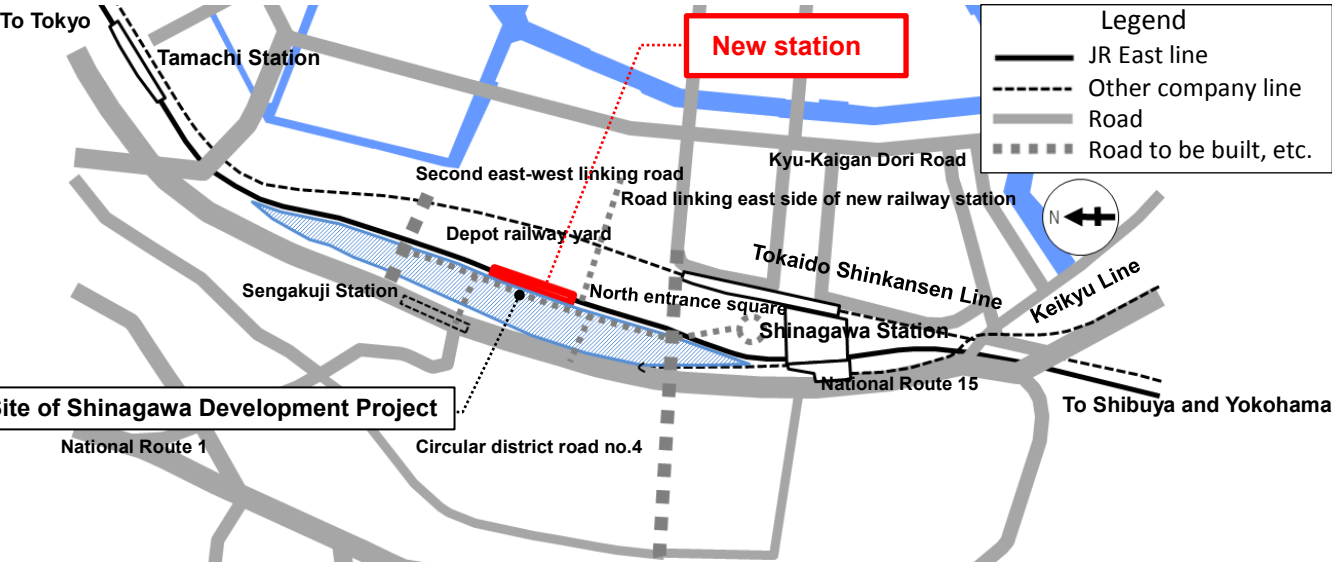 To Tokyo
Tamachi Station
New station
Legend
JR East line
Other company line
Road
Road to be built, etc.
Kyu-Kaigan Dori Road
Second east-west linking road
Road linking east side of new railway station
N
Depot railway yard
Tokaido Shinkansen Line
Keikyu Line
Sengakuji Station
North entrance square
Shinagawa Station
National Route 15
To Shibuya and Yokohama
Site of Shinagawa Development Project
National Route 1
Circular district road no.4